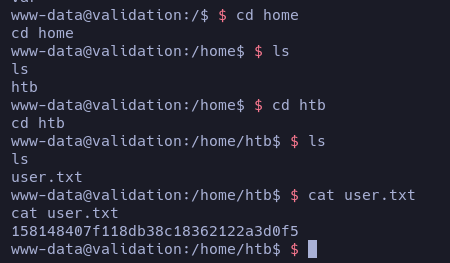 www-data@validation:/$ $ cd home
cd home
www-data@validation:/home$ $ ls
ls
htb
www-data@validation:/home$ $ cd htb
cd htb
www-data@validation:/home/htb$ $ ls
ls
user.txt
www-data@validation:/home/htb$ $ cat user.txt
cat user.txt
158148407f118db38c18362122a3d0f5
www-data@validation:/home/htb$ $